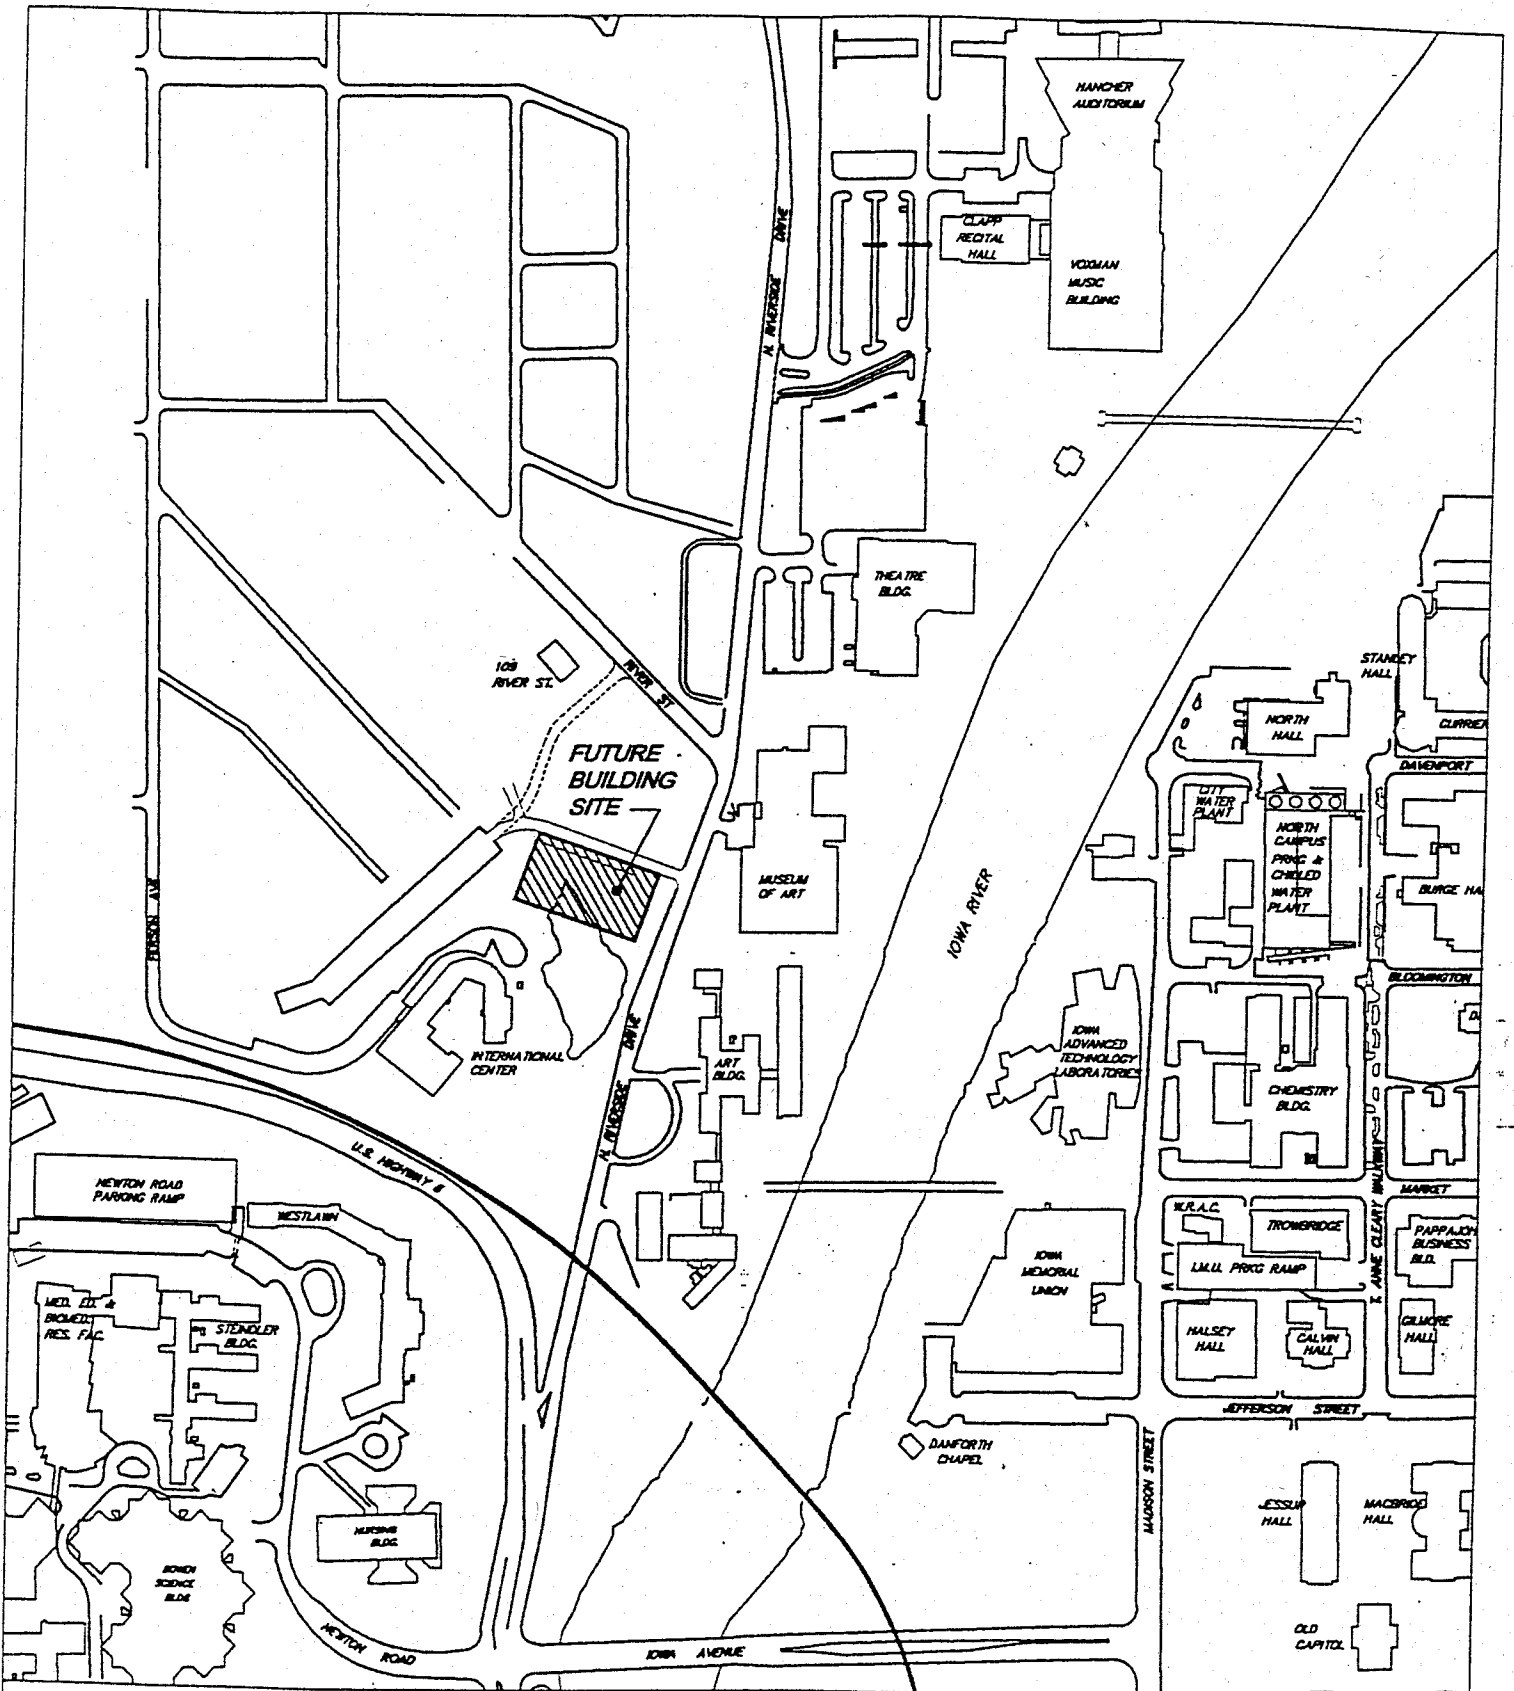 HANCHER
AUDITORIUM
N. RIVERSIDE DRIVE
CLAPP
RECITAL
HALL
VOXMAN
MUSIC
BUILDING
THEATRE
BLDG.
109
RIVER ST.
RIVER ST
STANLEY
HALL
NORTH
HALL
CURRIER
DAVENPORT
FUTURE
BUILDING
SITE
CITY
WATER
PLANT
NORTH
CAMPUS
PRKG &
CHILLED
WATER
PLANT
MUSEUM
OF ART
BURGE HA
IOWA RIVER
BLOOMINGTON
INTERNATIONAL
CENTER
N. RIVERSIDE DRIVE
ART
BLDG.
IOWA
ADVANCED
TECHNOLOGY
LABORATORIES
CHEMISTRY
BLDG.
U.S. HIGHWAY 6
NEWTON ROAD
PARKING RAMP
WESTLAWN
MARKET
T. ANNE CLEARY WALKWAY
W.R.A.C.
TROWBRIDGE
PAPPAJOH
BUSINESS
BLD.
IOWA
MEMORIAL
UNION
I.M.U. PRKG RAMP
MED. ED. &
BIOMED.
RES. FAC.
STEINDLER
BLDG.
HALSEY
HALL
CALVIN
HALL
GILMORE
HALL
JEFFERSON STREET
DANFORTH
CHAPEL
MADISON STREET
JESSUP
HALL
MACBRIDE
HALL
NURSING
BLDG.
BOWEN
SCIENCE
BLDG
NEWTON ROAD
IOWA AVENUE
OLD
CAPITOL